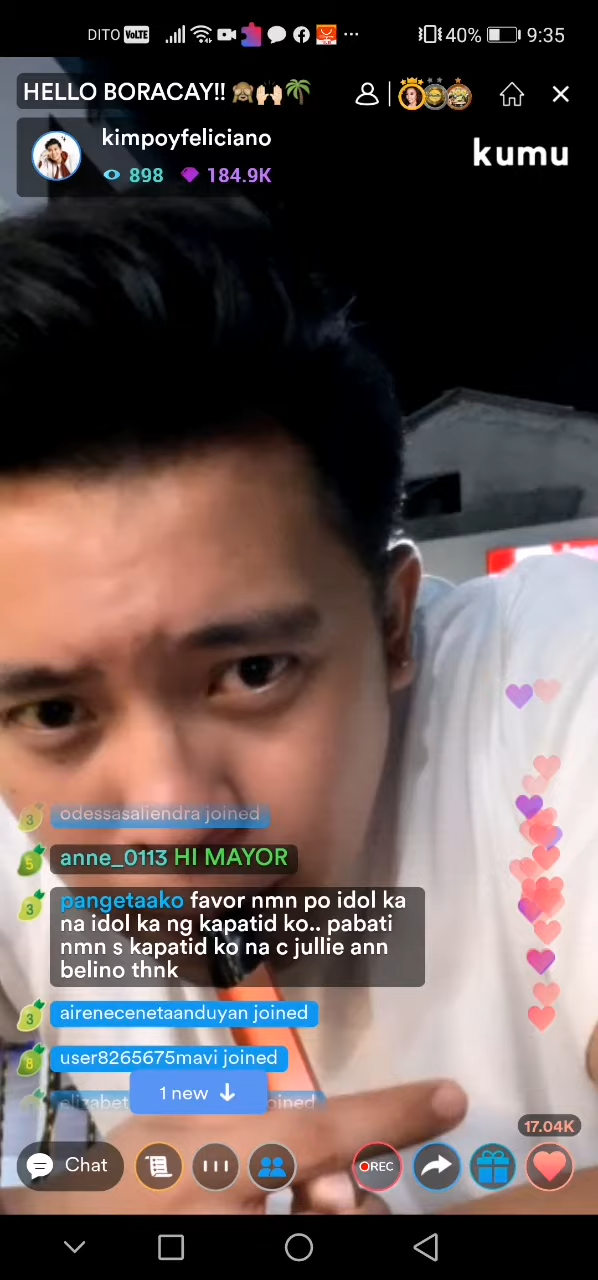 DITO VoLTE 40% 9:35
HELLO BORACAY!! 🙈🙌🏻🌴
kimpoyfeliciano
898 184.9K
kumu
3 odessasaliendra joined
5 anne_0113 HI MAYOR
3 pangetaako favor nmn po idol ka
na idol ka ng kapatid ko.. pabati
nmn s kapatid ko na c jullie ann
belino thnk
3 airenecenetaanduyan joined
8 user8265675mavi joined
1 new
17.04K
Chat
REC